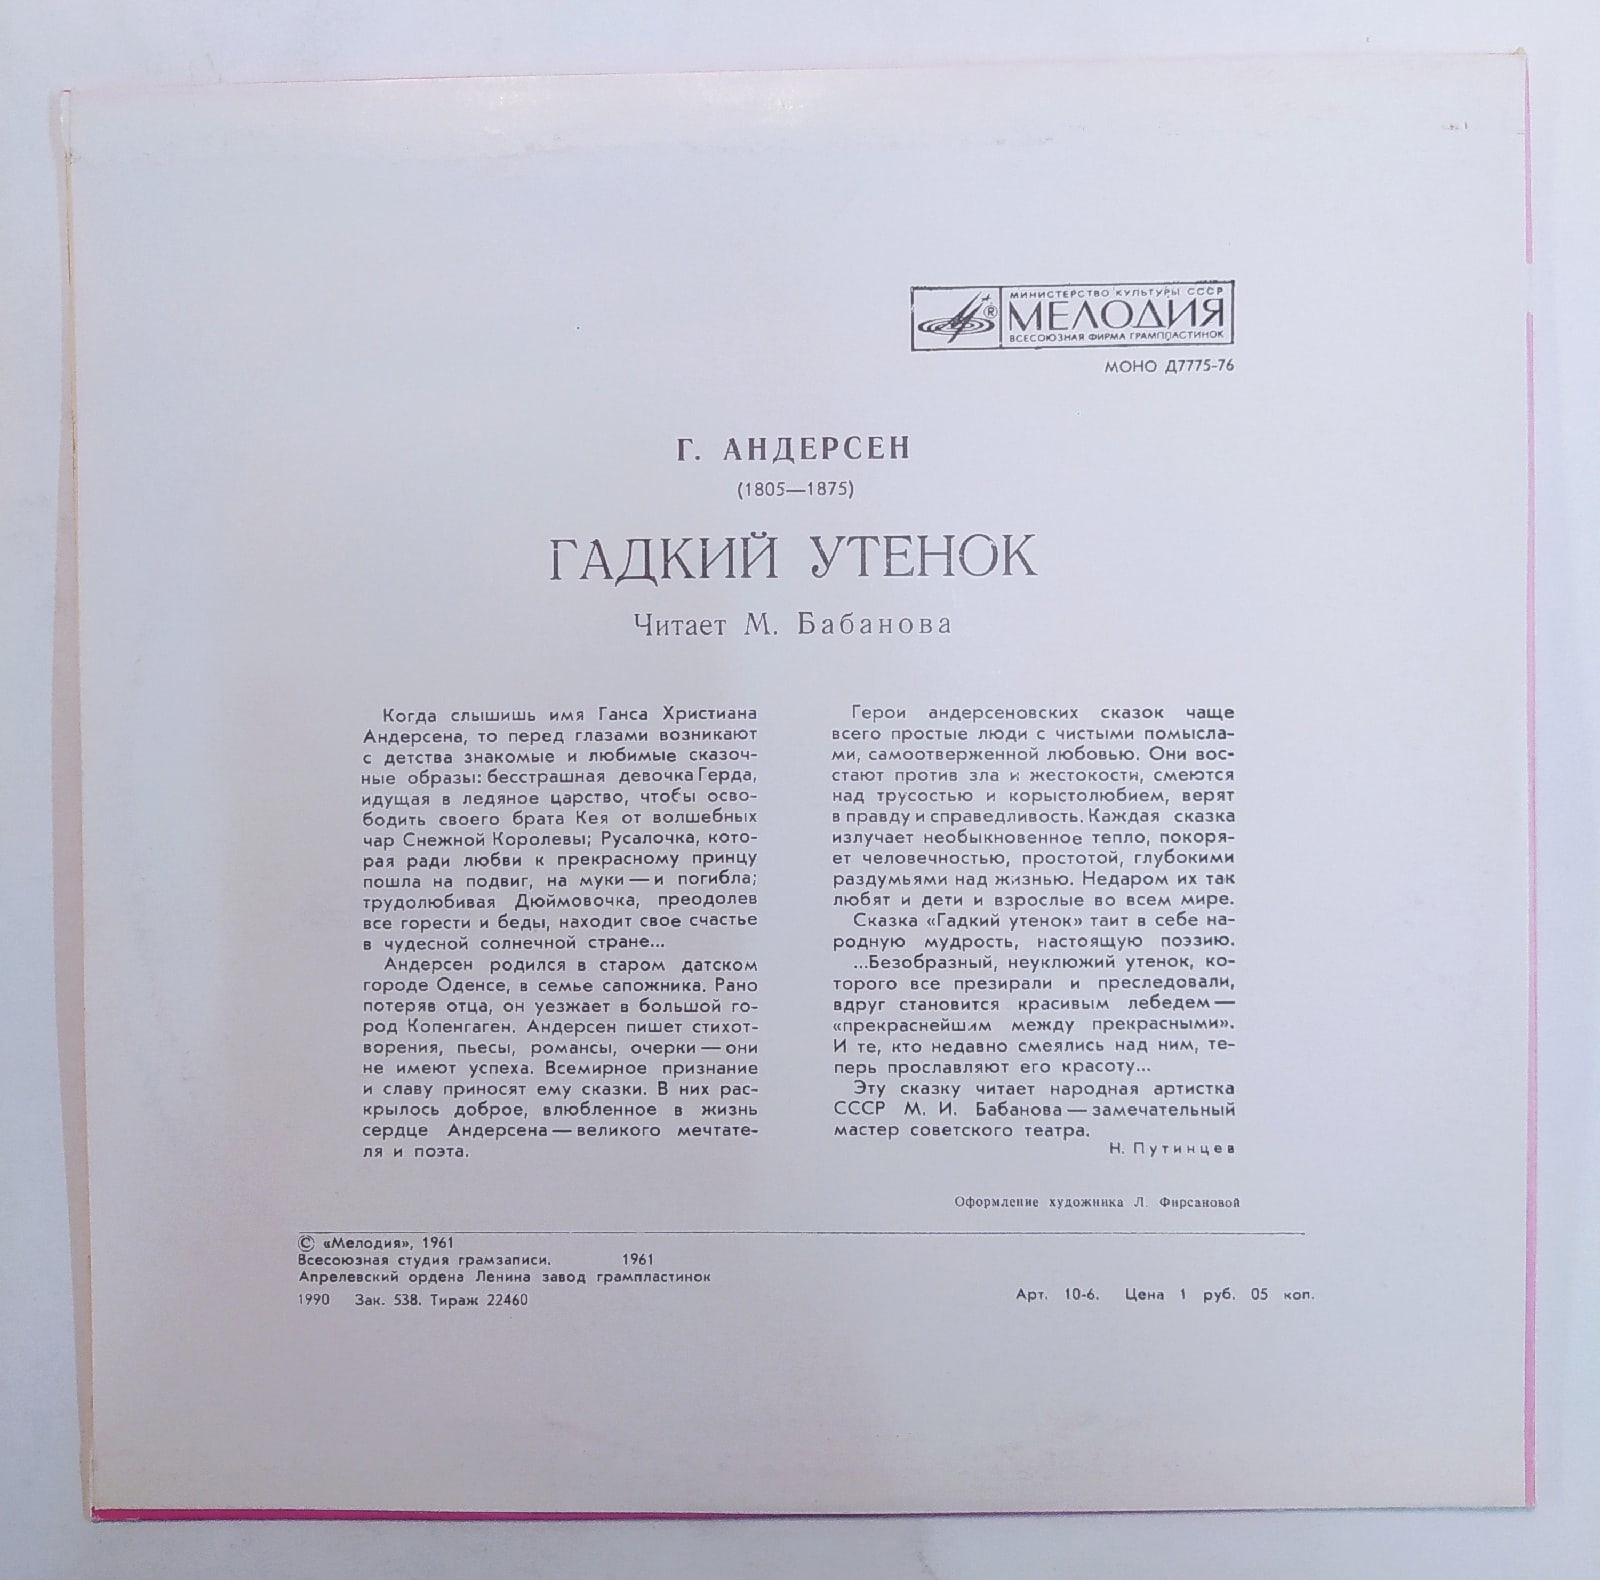 МИНИСТЕРСТВО КУЛЬТУРЫ СССР
МЕЛОДИЯ
®
ВСЕСОЮЗНАЯ ФИРМА ГРАМПЛАСТИНОК
МОНО Д7775-76
Г. АНДЕРСЕН
(1805—1875)
ГАДКИЙ УТЕНОК
Читает М. Бабанова
Когда слышишь имя Ганса Христиана
Андерсена, то перед глазами возникают
с детства знакомые и любимые сказоч-
ные образы: бесстрашная девочка Герда,
идущая в ледяное царство, чтобы осво-
бодить своего брата Кея от волшебных
чар Снежной Королевы; Русалочка, кото-
рая ради любви к прекрасному принцу
пошла на подвиг, на муки — и погибла;
трудолюбивая Дюймовочка, преодолев
все горести и беды, находит свое счастье
в чудесной солнечной стране...
Андерсен родился в старом датском
городе Оденсе, в семье сапожника. Рано
потеряв отца, он уезжает в большой го-
род Копенгаген. Андерсен пишет стихот-
ворения, пьесы, романсы, очерки — они
не имеют успеха. Всемирное признание
и славу приносят ему сказки. В них рас-
крылось доброе, влюбленное в жизнь
сердце Андерсена — великого мечтате-
ля и поэта.
Герои андерсеновских сказок чаще
всего простые люди с чистыми помысла-
ми, самоотверженной любовью. Они вос-
стают против зла и жестокости, смеются
над трусостью и корыстолюбием, верят
в правду и справедливость. Каждая сказка
излучает необыкновенное тепло, покоря-
ет человечностью, простотой, глубокими
раздумьями над жизнью. Недаром их так
любят и дети и взрослые во всем мире.
Сказка «Гадкий утенок» таит в себе на-
родную мудрость, настоящую поэзию.
...Безобразный, неуклюжий утенок, ко-
торого все презирали и преследовали,
вдруг становится красивым лебедем —
«прекраснейшим между прекрасными».
И те, кто недавно смеялись над ним, те-
перь прославляют его красоту...
Эту сказку читает народная артистка
СССР М. И. Бабанова — замечательный
мастер советского театра.
Н. Путинцев
Оформление художника Л. Фирсановой
© «Мелодия», 1961
Всесоюзная студия грамзаписи. 1961
Апрелевский ордена Ленина завод грампластинок
1990 Зак. 538. Тираж 22460
Арт. 10-6. Цена 1 руб. 05 коп.